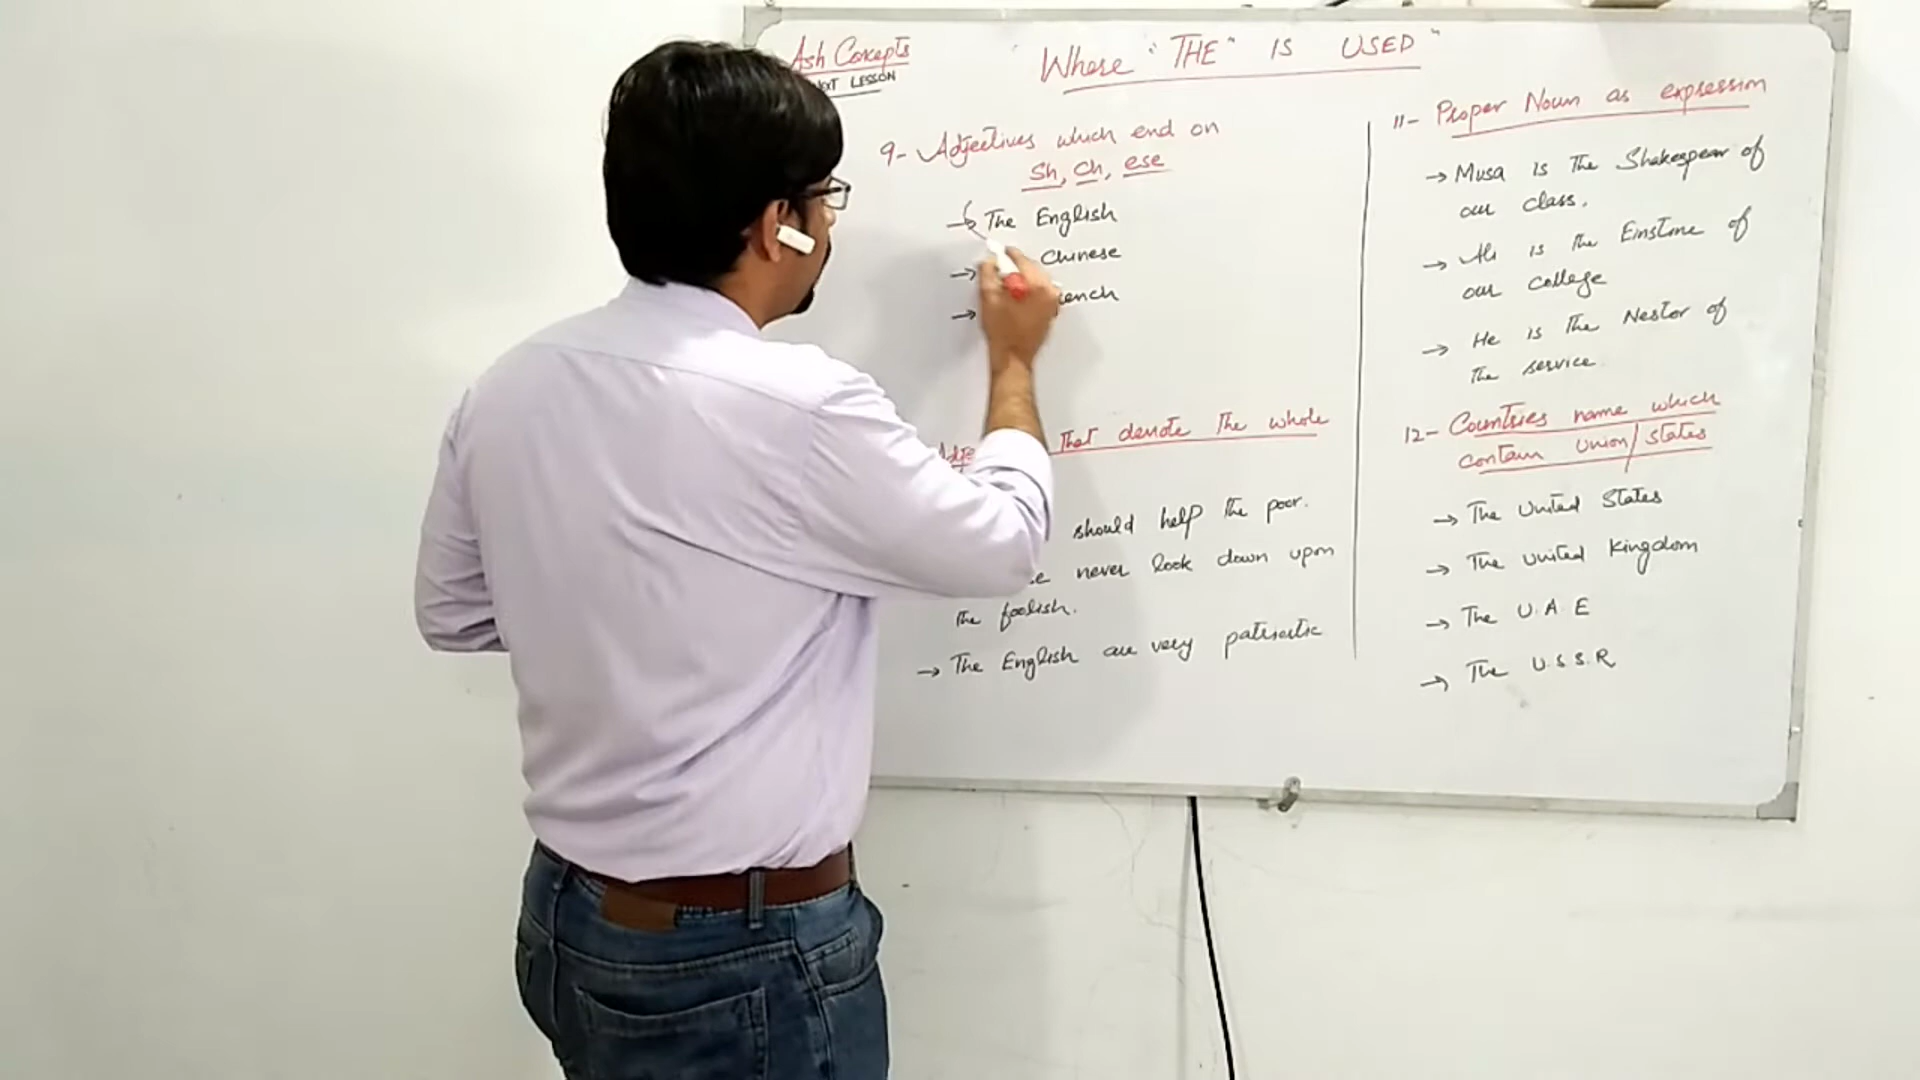 Ash Concepts
NEXT LESSON
"Where "THE" IS USED"
9- Adjectives which end on
Sh, Ch, ese
→ The English
→ Chinese
→
that denote the whole
should help the poor.
never look down upon
the foolish.
→ The English are very patriotic
11- Proper Noun as expression
→ Musa is the Shakespear of
our class.
→ Ali is the Einstine of
our college
→ He is the Nestor of
the service.
12- Countries name which
contain union/states
→ The United States
→ The United Kingdom
→ The U.A.E
→ The U.S.S.R